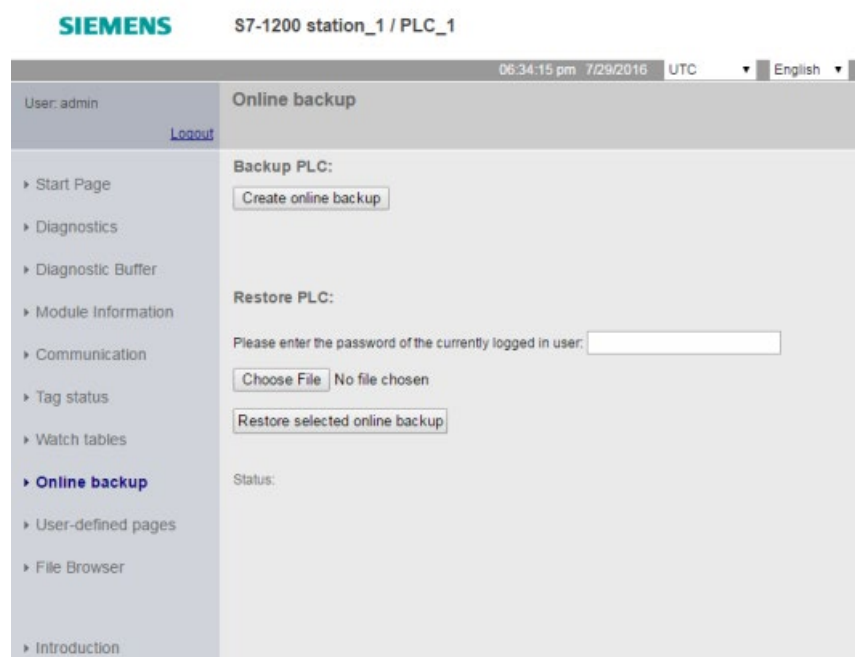 SIEMENS S7-1200 station_1 / PLC_1
06:34:15 pm 7/29/2016 UTC English
User: admin
Logout
Online backup
Start Page
Diagnostics
Diagnostic Buffer
Module Information
Communication
Tag status
Watch tables
Online backup
User-defined pages
File Browser
Introduction
Backup PLC:
Create online backup
Restore PLC:
Please enter the password of the currently logged in user:
Choose File No file chosen
Restore selected online backup
Status: